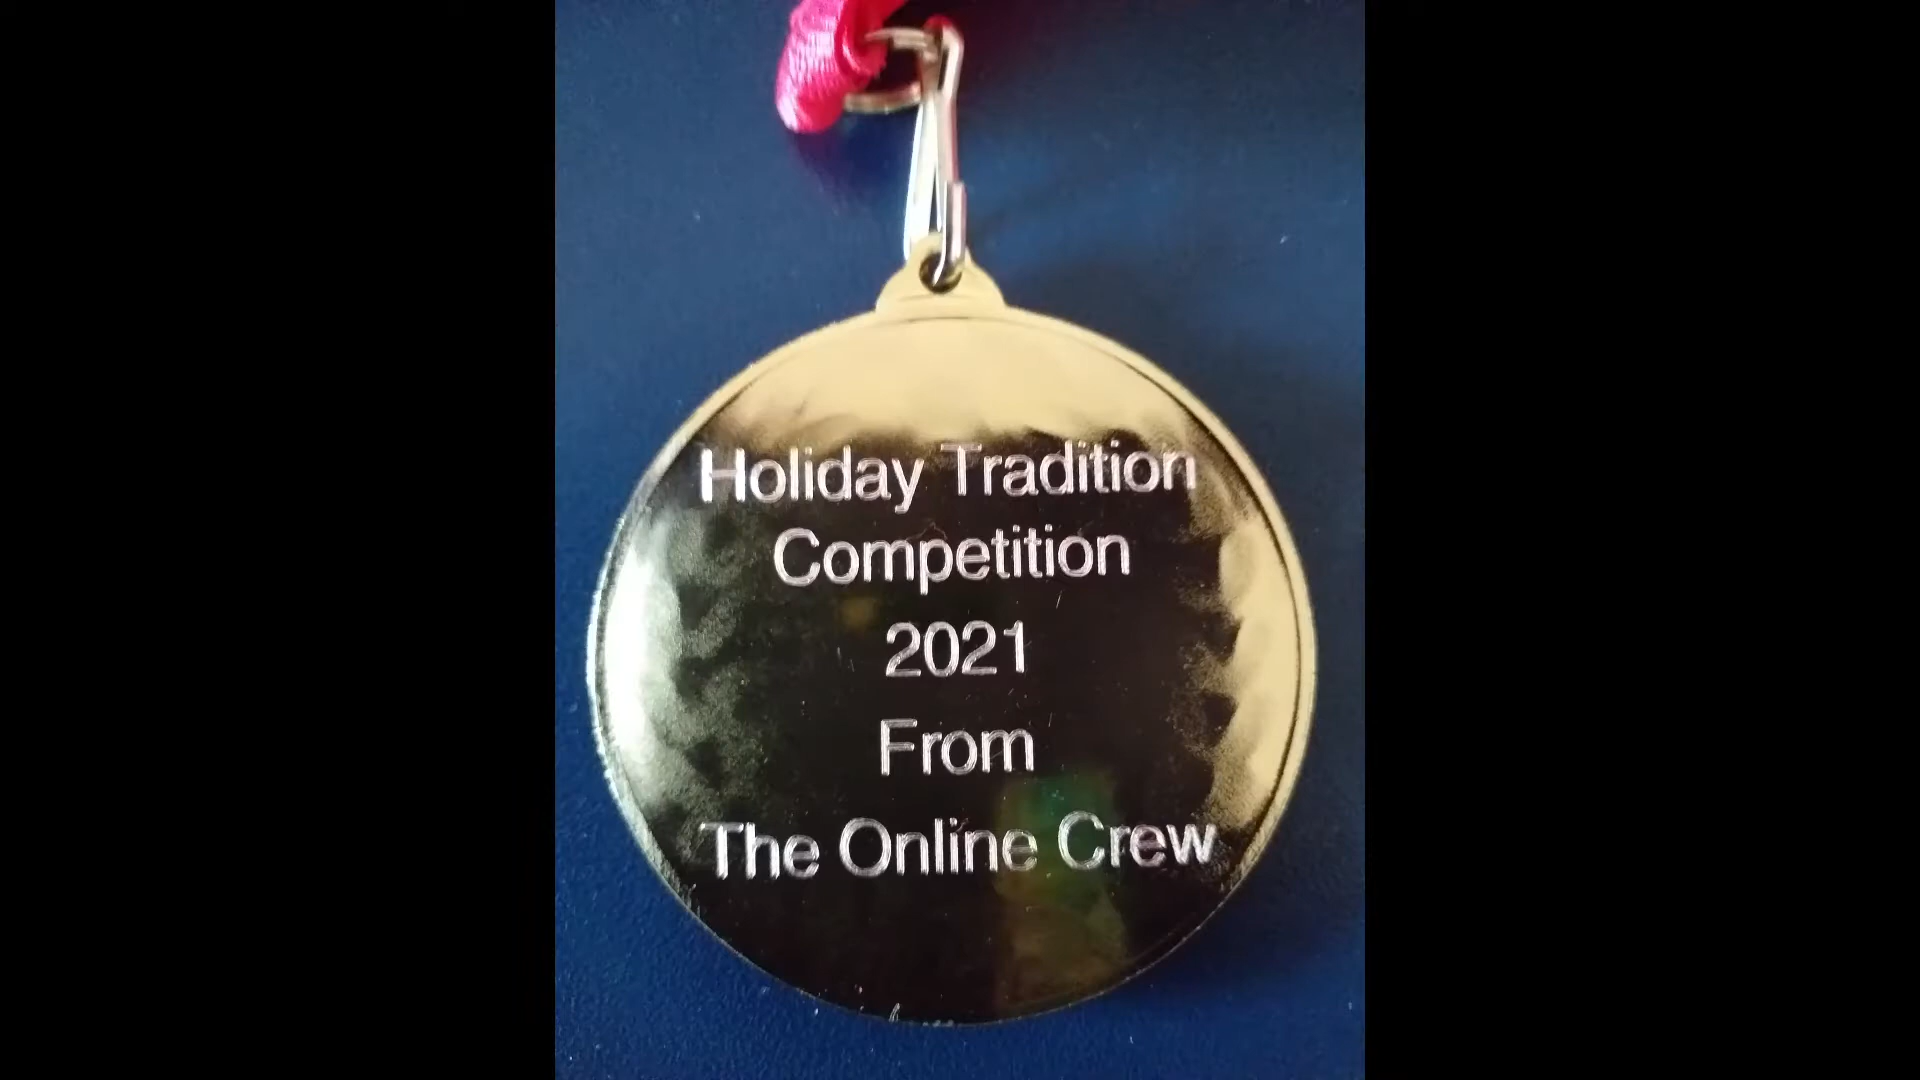 Holiday Tradition
Competition
2021
From
The Online Crew